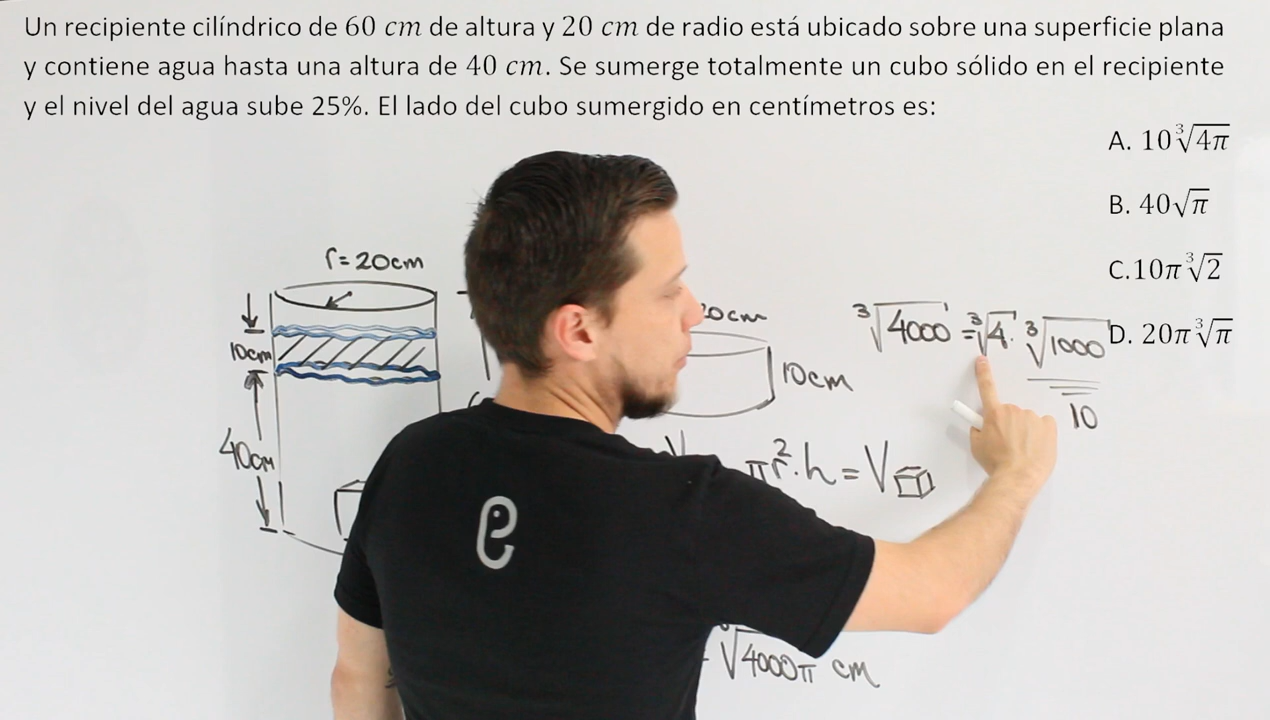 Un recipiente cilíndrico de 60 cm de altura y 20 cm de radio está ubicado sobre una superficie plana
y contiene agua hasta una altura de 40 cm. Se sumerge totalmente un cubo sólido en el recipiente
y el nivel del agua sube 25%. El lado del cubo sumergido en centímetros es:
A. 10∛4π
B. 40√π
C.10π∛2
D. 20π∛π
r=20cm
10cm
40cm
0cm
10cm
πr²·h=V
∛4000 =∛4·∛1000
10
√4000π cm